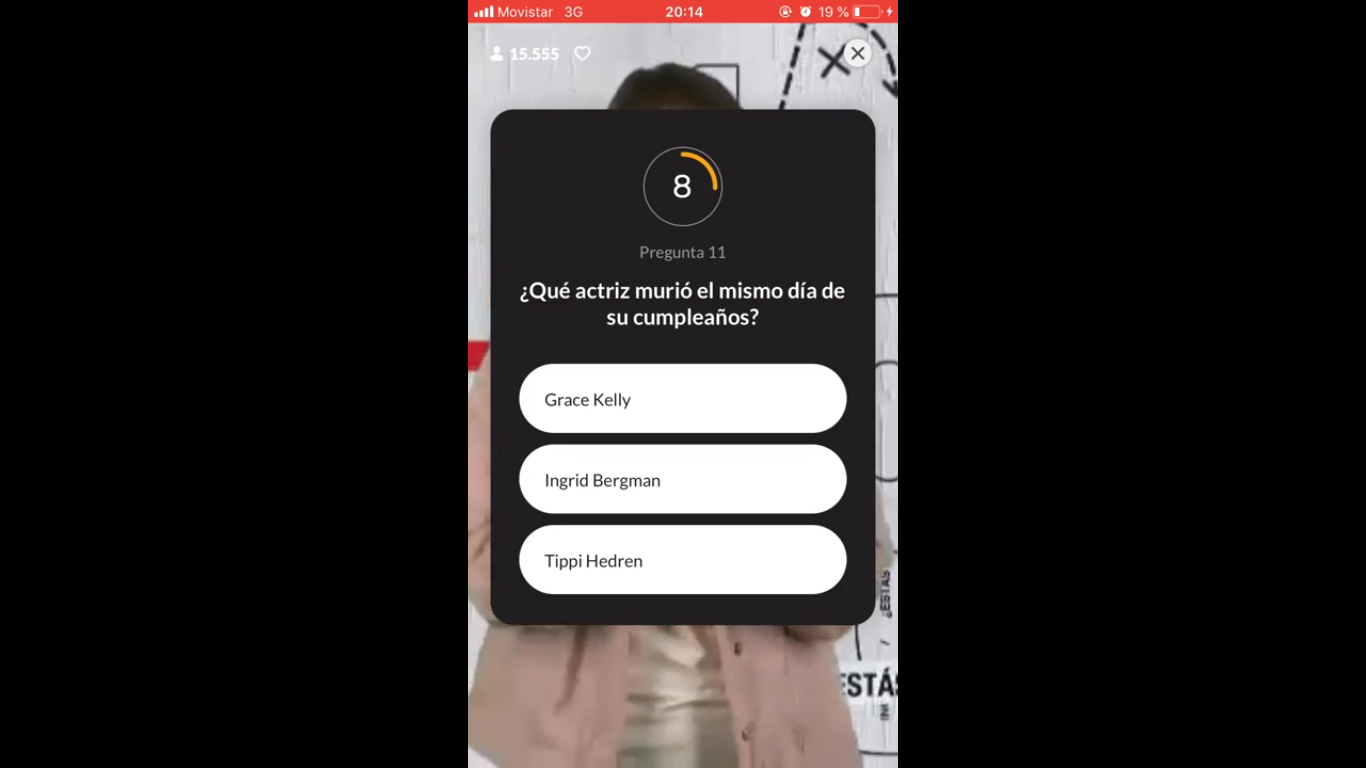 Movistar 3G 20:14 19 %
15.555
8
Pregunta 11
¿Qué actriz murió el mismo día de
su cumpleaños?
Grace Kelly
Ingrid Bergman
Tippi Hedren
¿ESTÁS
ESTÁS